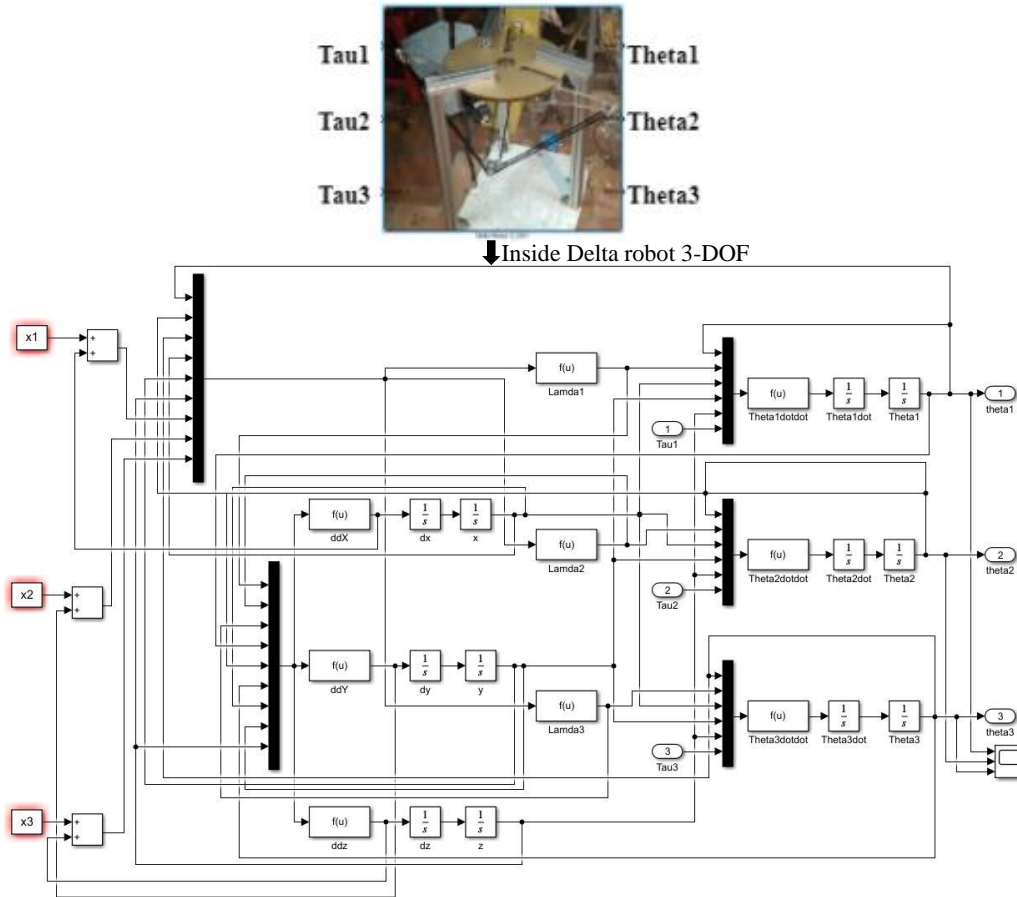 Tau1
Theta1
Tau2
Theta2
Tau3
Theta3
Inside Delta robot 3-DOF
x1
+
+
f(u)
Lamda1
1
Tau1
f(u)
Theta1dotdot
1
s
Theta1dot
1
s
Theta1
1
theta1
f(u)
ddX
1
s
dx
1
s
x
f(u)
Lamda2
2
Tau2
f(u)
Theta2dotdot
1
s
Theta2dot
1
s
Theta2
2
theta2
x2
+
+
f(u)
ddY
1
s
dy
1
s
y
f(u)
Lamda3
3
Tau3
f(u)
Theta3dotdot
1
s
Theta3dot
1
s
Theta3
3
theta3
x3
+
+
f(u)
ddz
1
s
dz
1
s
z